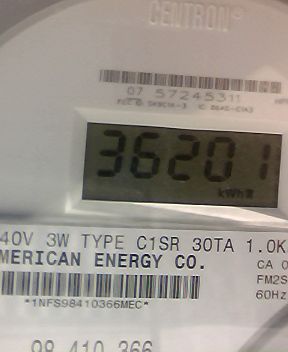 CENTRON®
07 57245311
36201
kWh
40V 3W TYPE C1SR 30TA 1.0K
MERICAN ENERGY CO. CA 0
FM2S
60Hz
*1NFS98410366MEC*
98 410 366